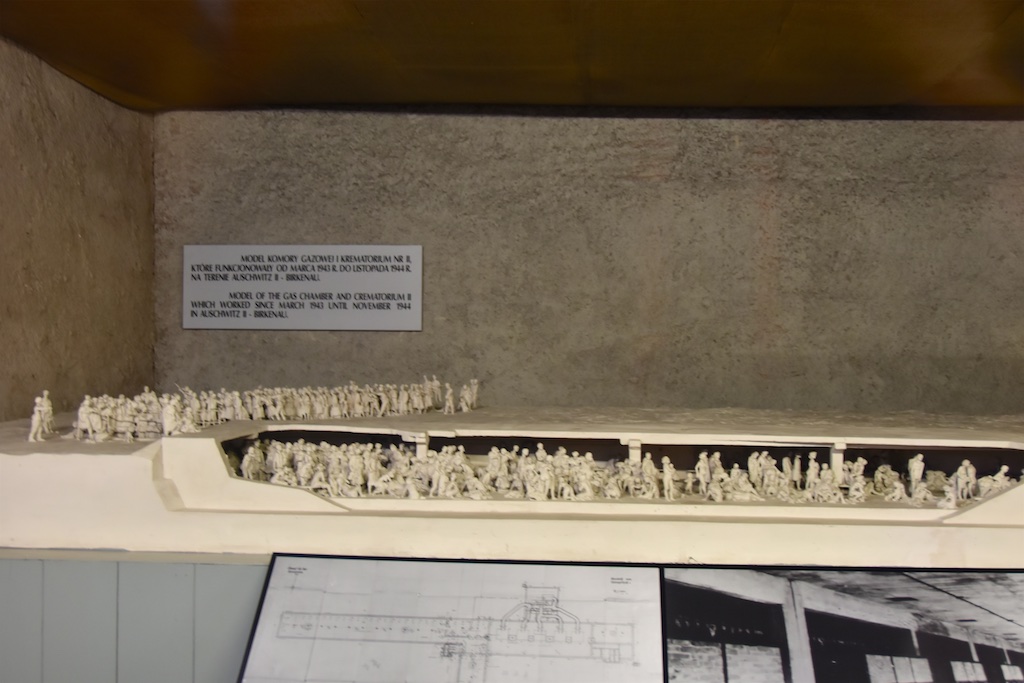 MODEL KOMORY GAZOWEJ I KREMATORIUM NR II,
KTÓRE FUNKCJONOWAŁY OD MARCA 1943 R. DO LISTOPADA 1944 R.
NA TERENIE AUSCHWITZ II - BIRKENAU.
MODEL OF THE GAS CHAMBER AND CREMATORIUM II
WHICH WORKED SINCE MARCH 1943 UNTIL NOVEMBER 1944
IN AUSCHWITZ II - BIRKENAU.